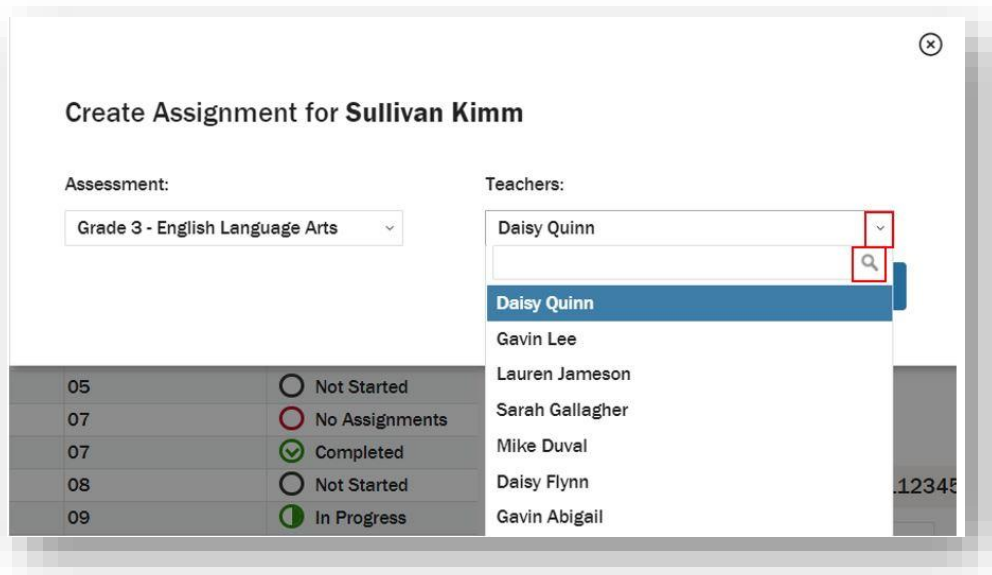 Create Assignment for Sullivan Kimm
Assessment:
Teachers:
Grade 3 - English Language Arts
Daisy Quinn
Daisy Quinn
Gavin Lee
Lauren Jameson
Sarah Gallagher
Mike Duval
Daisy Flynn
Gavin Abigail
05 Not Started
07 No Assignments
07 Completed
08 Not Started
09 In Progress
12345